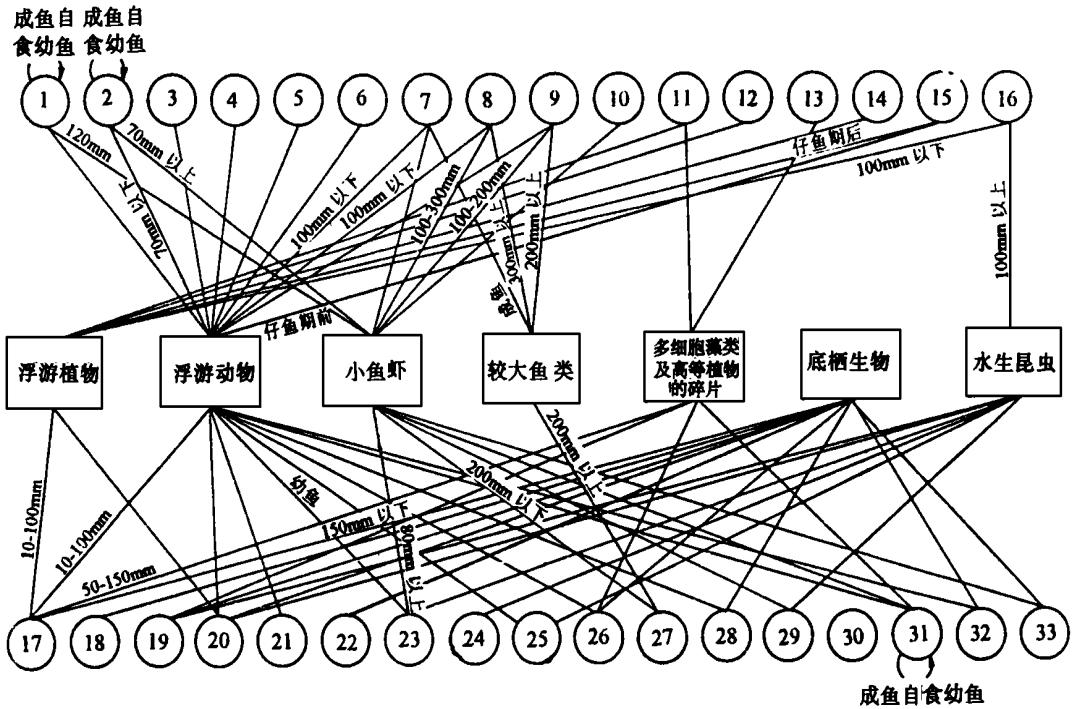 成鱼自 成鱼自
食幼鱼 食幼鱼
1 2 3 4 5 6 7 8 9 10 11 12 13 14 15 16
120mm
70mm 以上
70mm 以下
100mm 以下
100mm 以下
100-300mm
100-200mm
300mm 以上
200mm 以上
成鱼
仔鱼期后
100mm 以下
100mm 以上
仔鱼期前
浮游植物
浮游动物
小鱼虾
较大鱼类
多细胞藻类
及高等植物
的碎片
底栖生物
水生昆虫
10-100mm
10-100mm
50-150mm
幼鱼
150mm 以下
80mm 以上
200mm 以下
200mm 以上
17 18 19 20 21 22 23 24 25 26 27 28 29 30 31 32 33
成鱼自食幼鱼